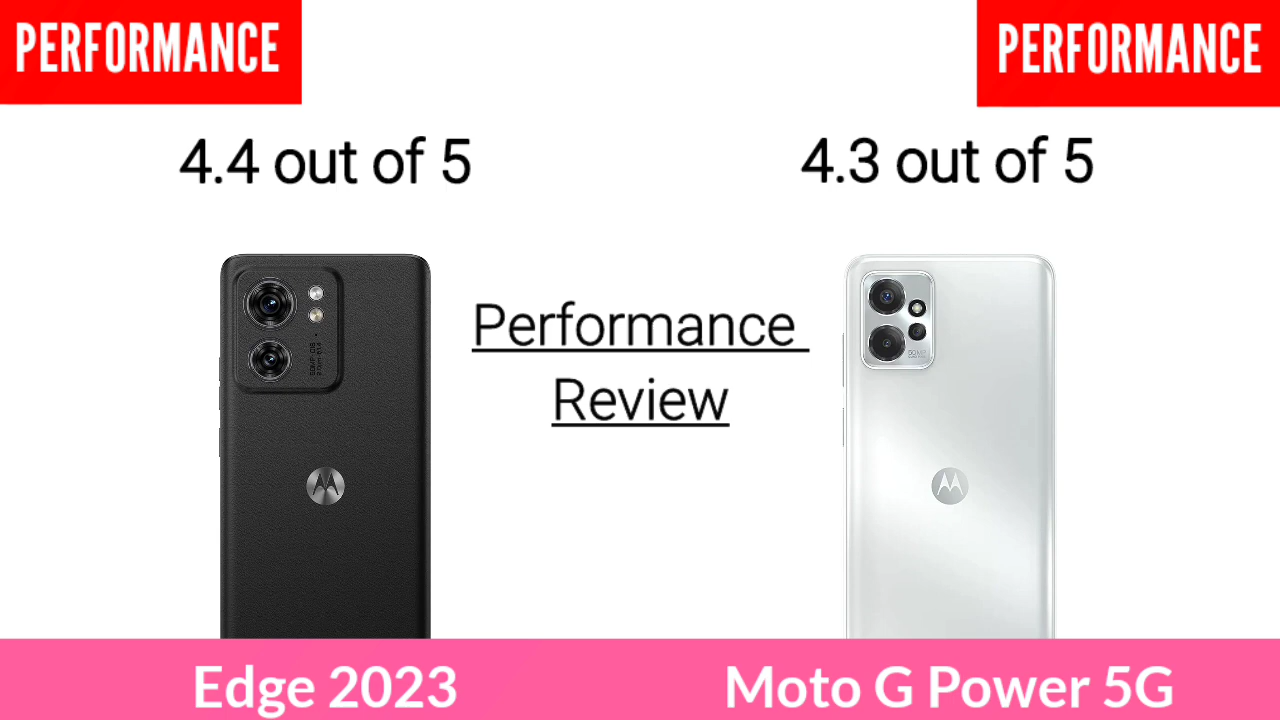 PERFORMANCE
PERFORMANCE
4.4 out of 5
4.3 out of 5
Performance
Review
Edge 2023
Moto G Power 5G